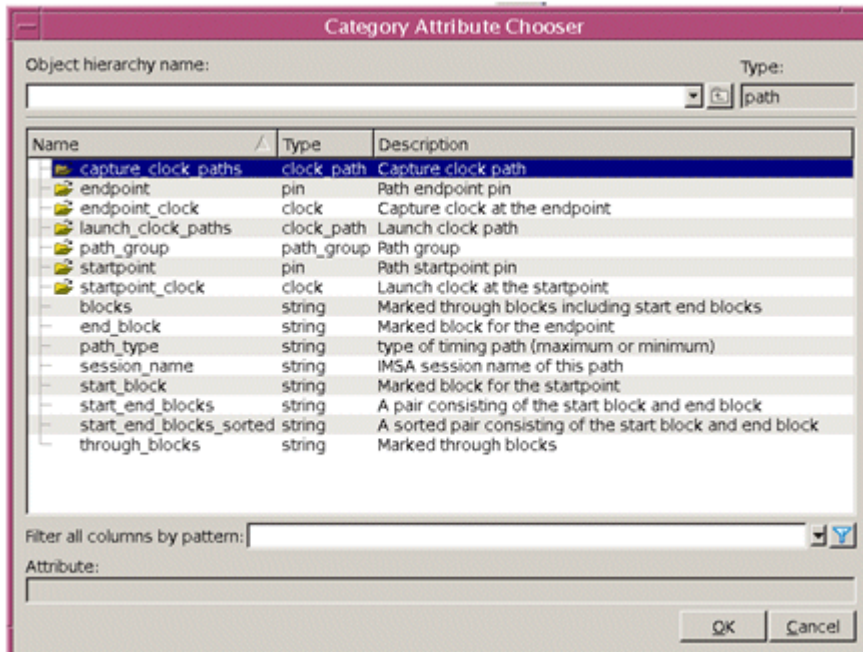 Category Attribute Chooser
Object hierarchy name:
Type:
path
Name Type Description
capture_clock_paths clock_path Capture clock path
endpoint pin Path endpoint pin
endpoint_clock clock Capture clock at the endpoint
launch_clock_paths clock_path Launch clock path
path_group path_group Path group
startpoint pin Path startpoint pin
startpoint_clock clock Launch clock at the startpoint
blocks string Marked through blocks including start end blocks
end_block string Marked block for the endpoint
path_type string type of timing path (maximum or minimum)
session_name string IMSA session name of this path
start_block string Marked block for the startpoint
start_end_blocks string A pair consisting of the start block and end block
start_end_blocks_sorted string A sorted pair consisting of the start block and end block
through_blocks string Marked through blocks
Filter all columns by pattern:
Attribute:
OK Cancel